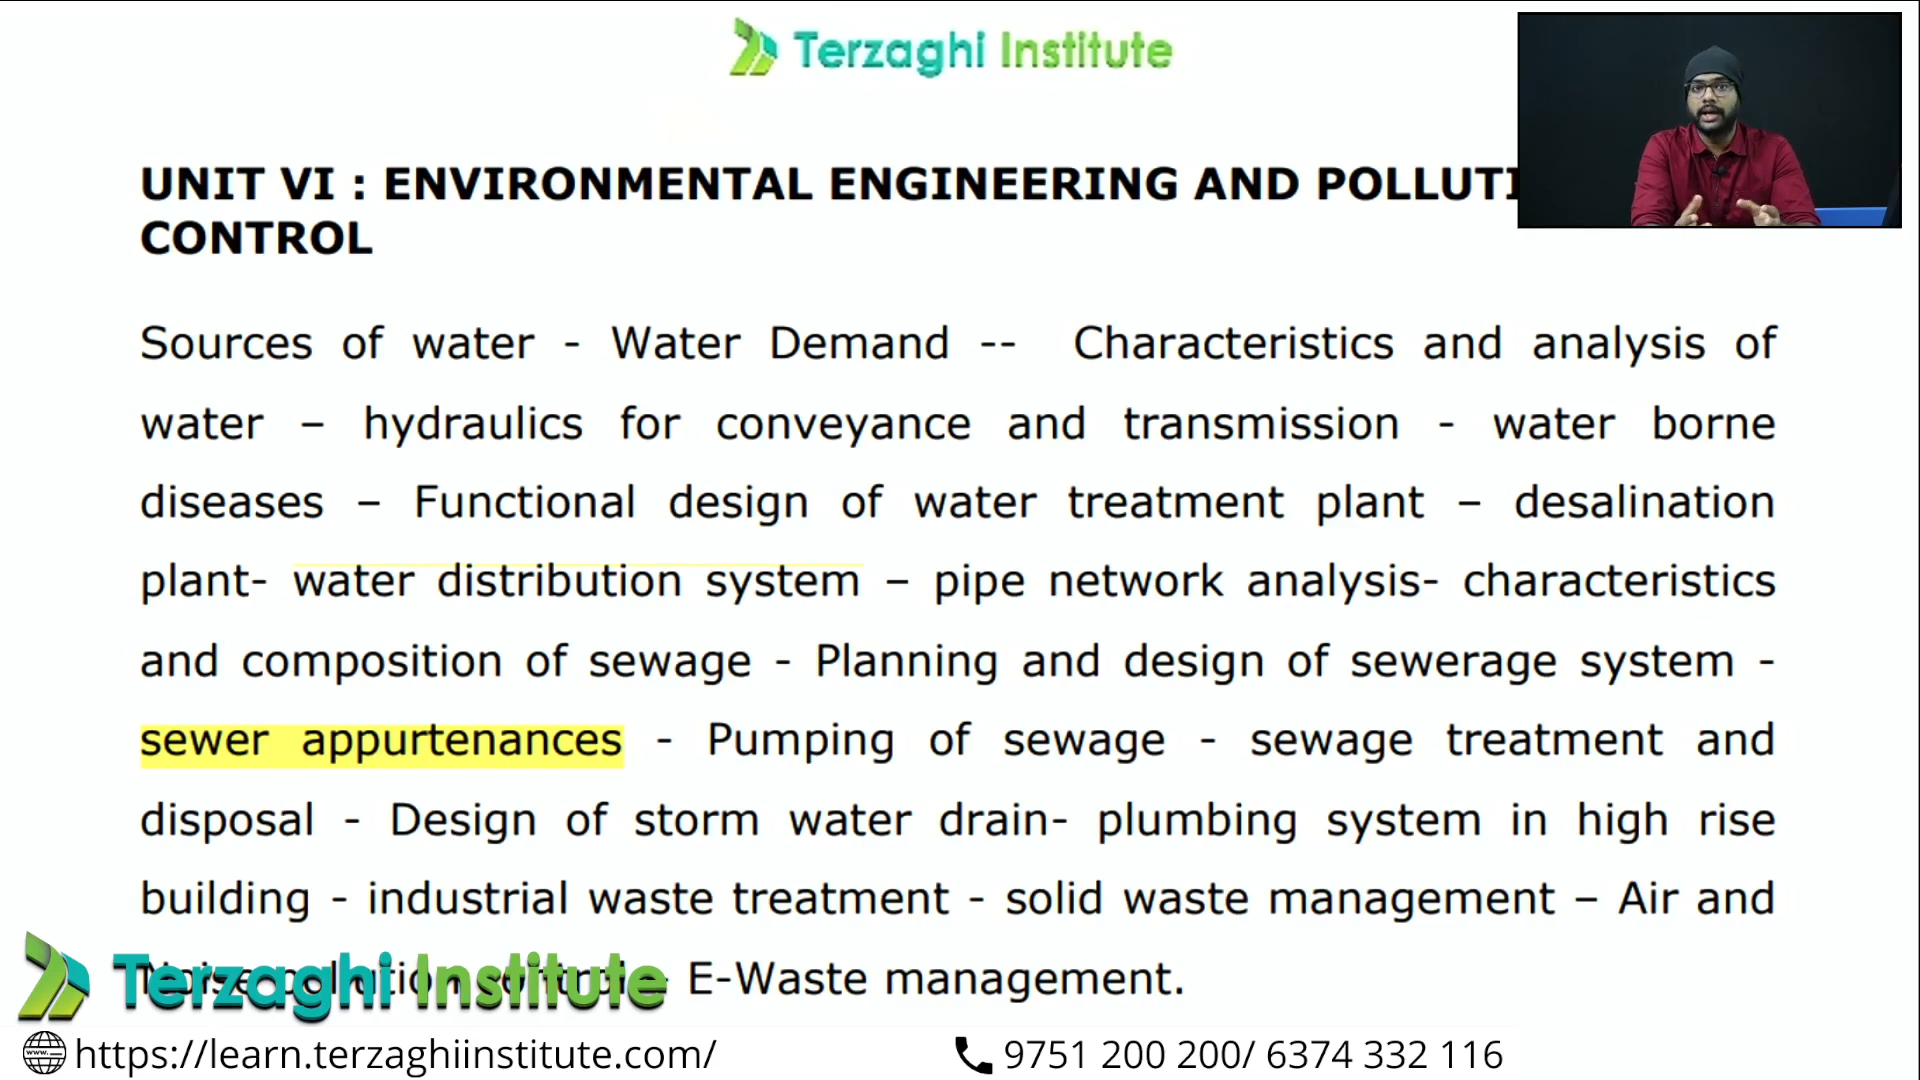 Terzaghi Institute
UNIT VI : ENVIRONMENTAL ENGINEERING AND POLLUTI
CONTROL
Sources of water - Water Demand -- Characteristics and analysis of
water – hydraulics for conveyance and transmission - water borne
diseases – Functional design of water treatment plant – desalination
plant- water distribution system – pipe network analysis- characteristics
and composition of sewage - Planning and design of sewerage system -
sewer appurtenances - Pumping of sewage - sewage treatment and
disposal - Design of storm water drain- plumbing system in high rise
building - industrial waste treatment - solid waste management – Air and
E-Waste management.
Terzaghi Institute
www.
https://learn.terzaghiinstitute.com/
9751 200 200/ 6374 332 116